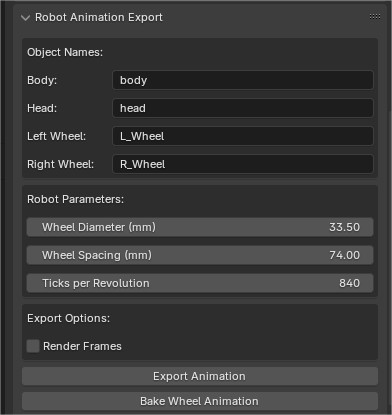 Robot Animation Export
Object Names:
Body: body
Head: head
Left Wheel: L_Wheel
Right Wheel: R_Wheel
Robot Parameters:
Wheel Diameter (mm) 33.50
Wheel Spacing (mm) 74.00
Ticks per Revolution 840
Export Options:
Render Frames
Export Animation
Bake Wheel Animation